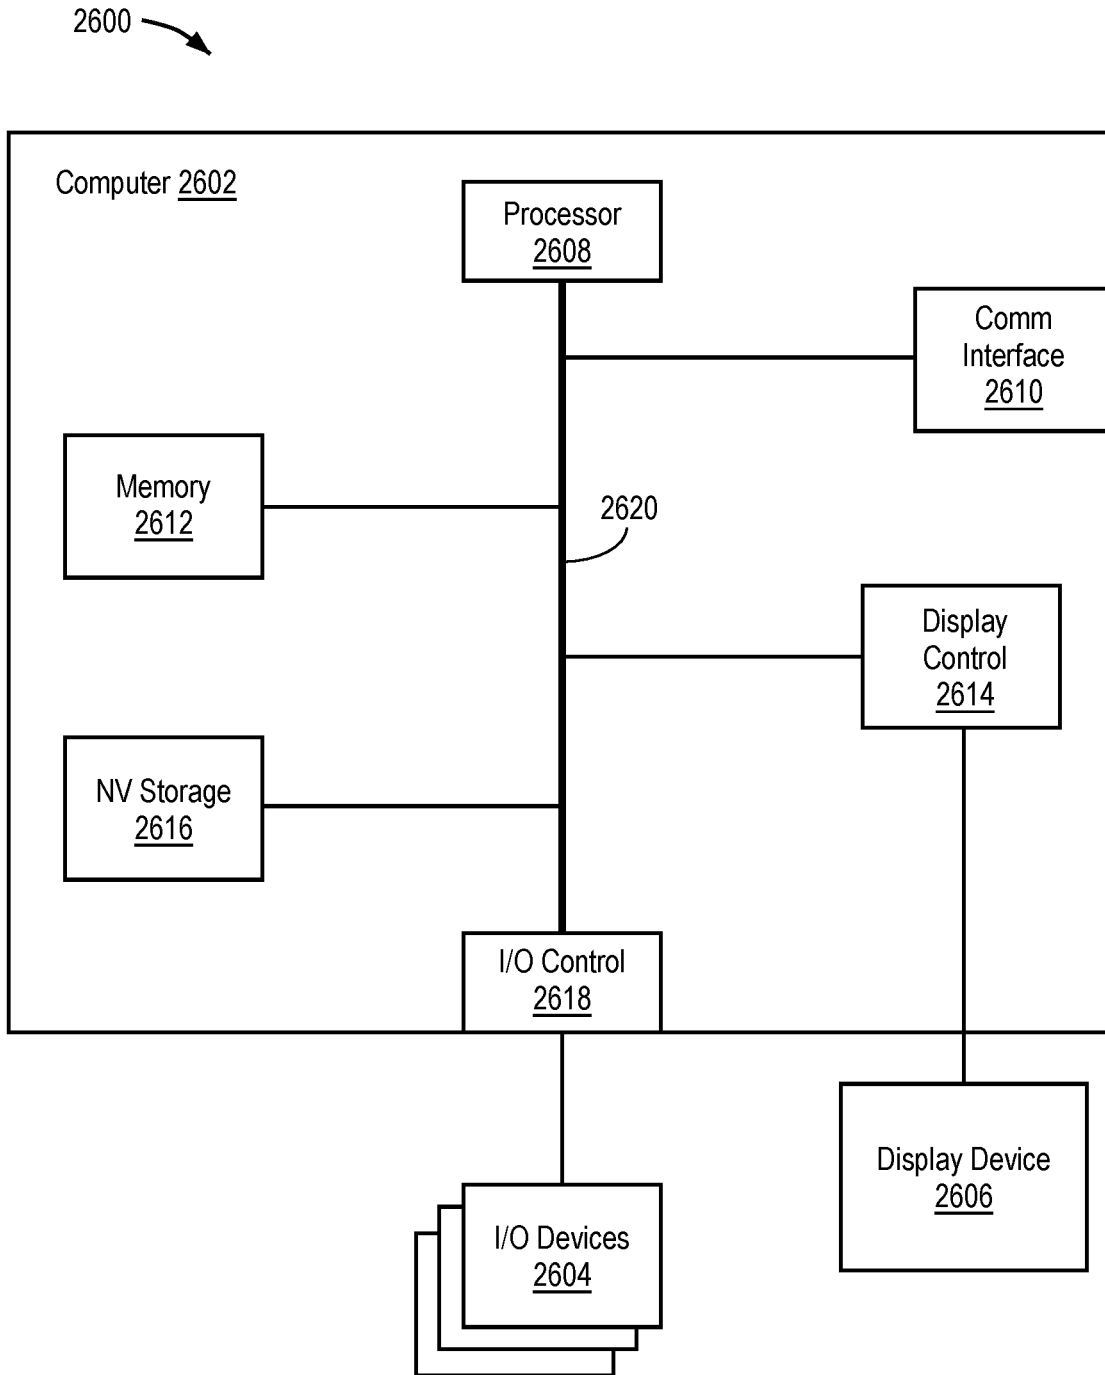 2600
Computer 2602
Processor
2608
Comm
Interface
2610
Memory
2612
2620
Display
Control
2614
NV Storage
2616
I/O Control
2618
Display Device
2606
I/O Devices
2604